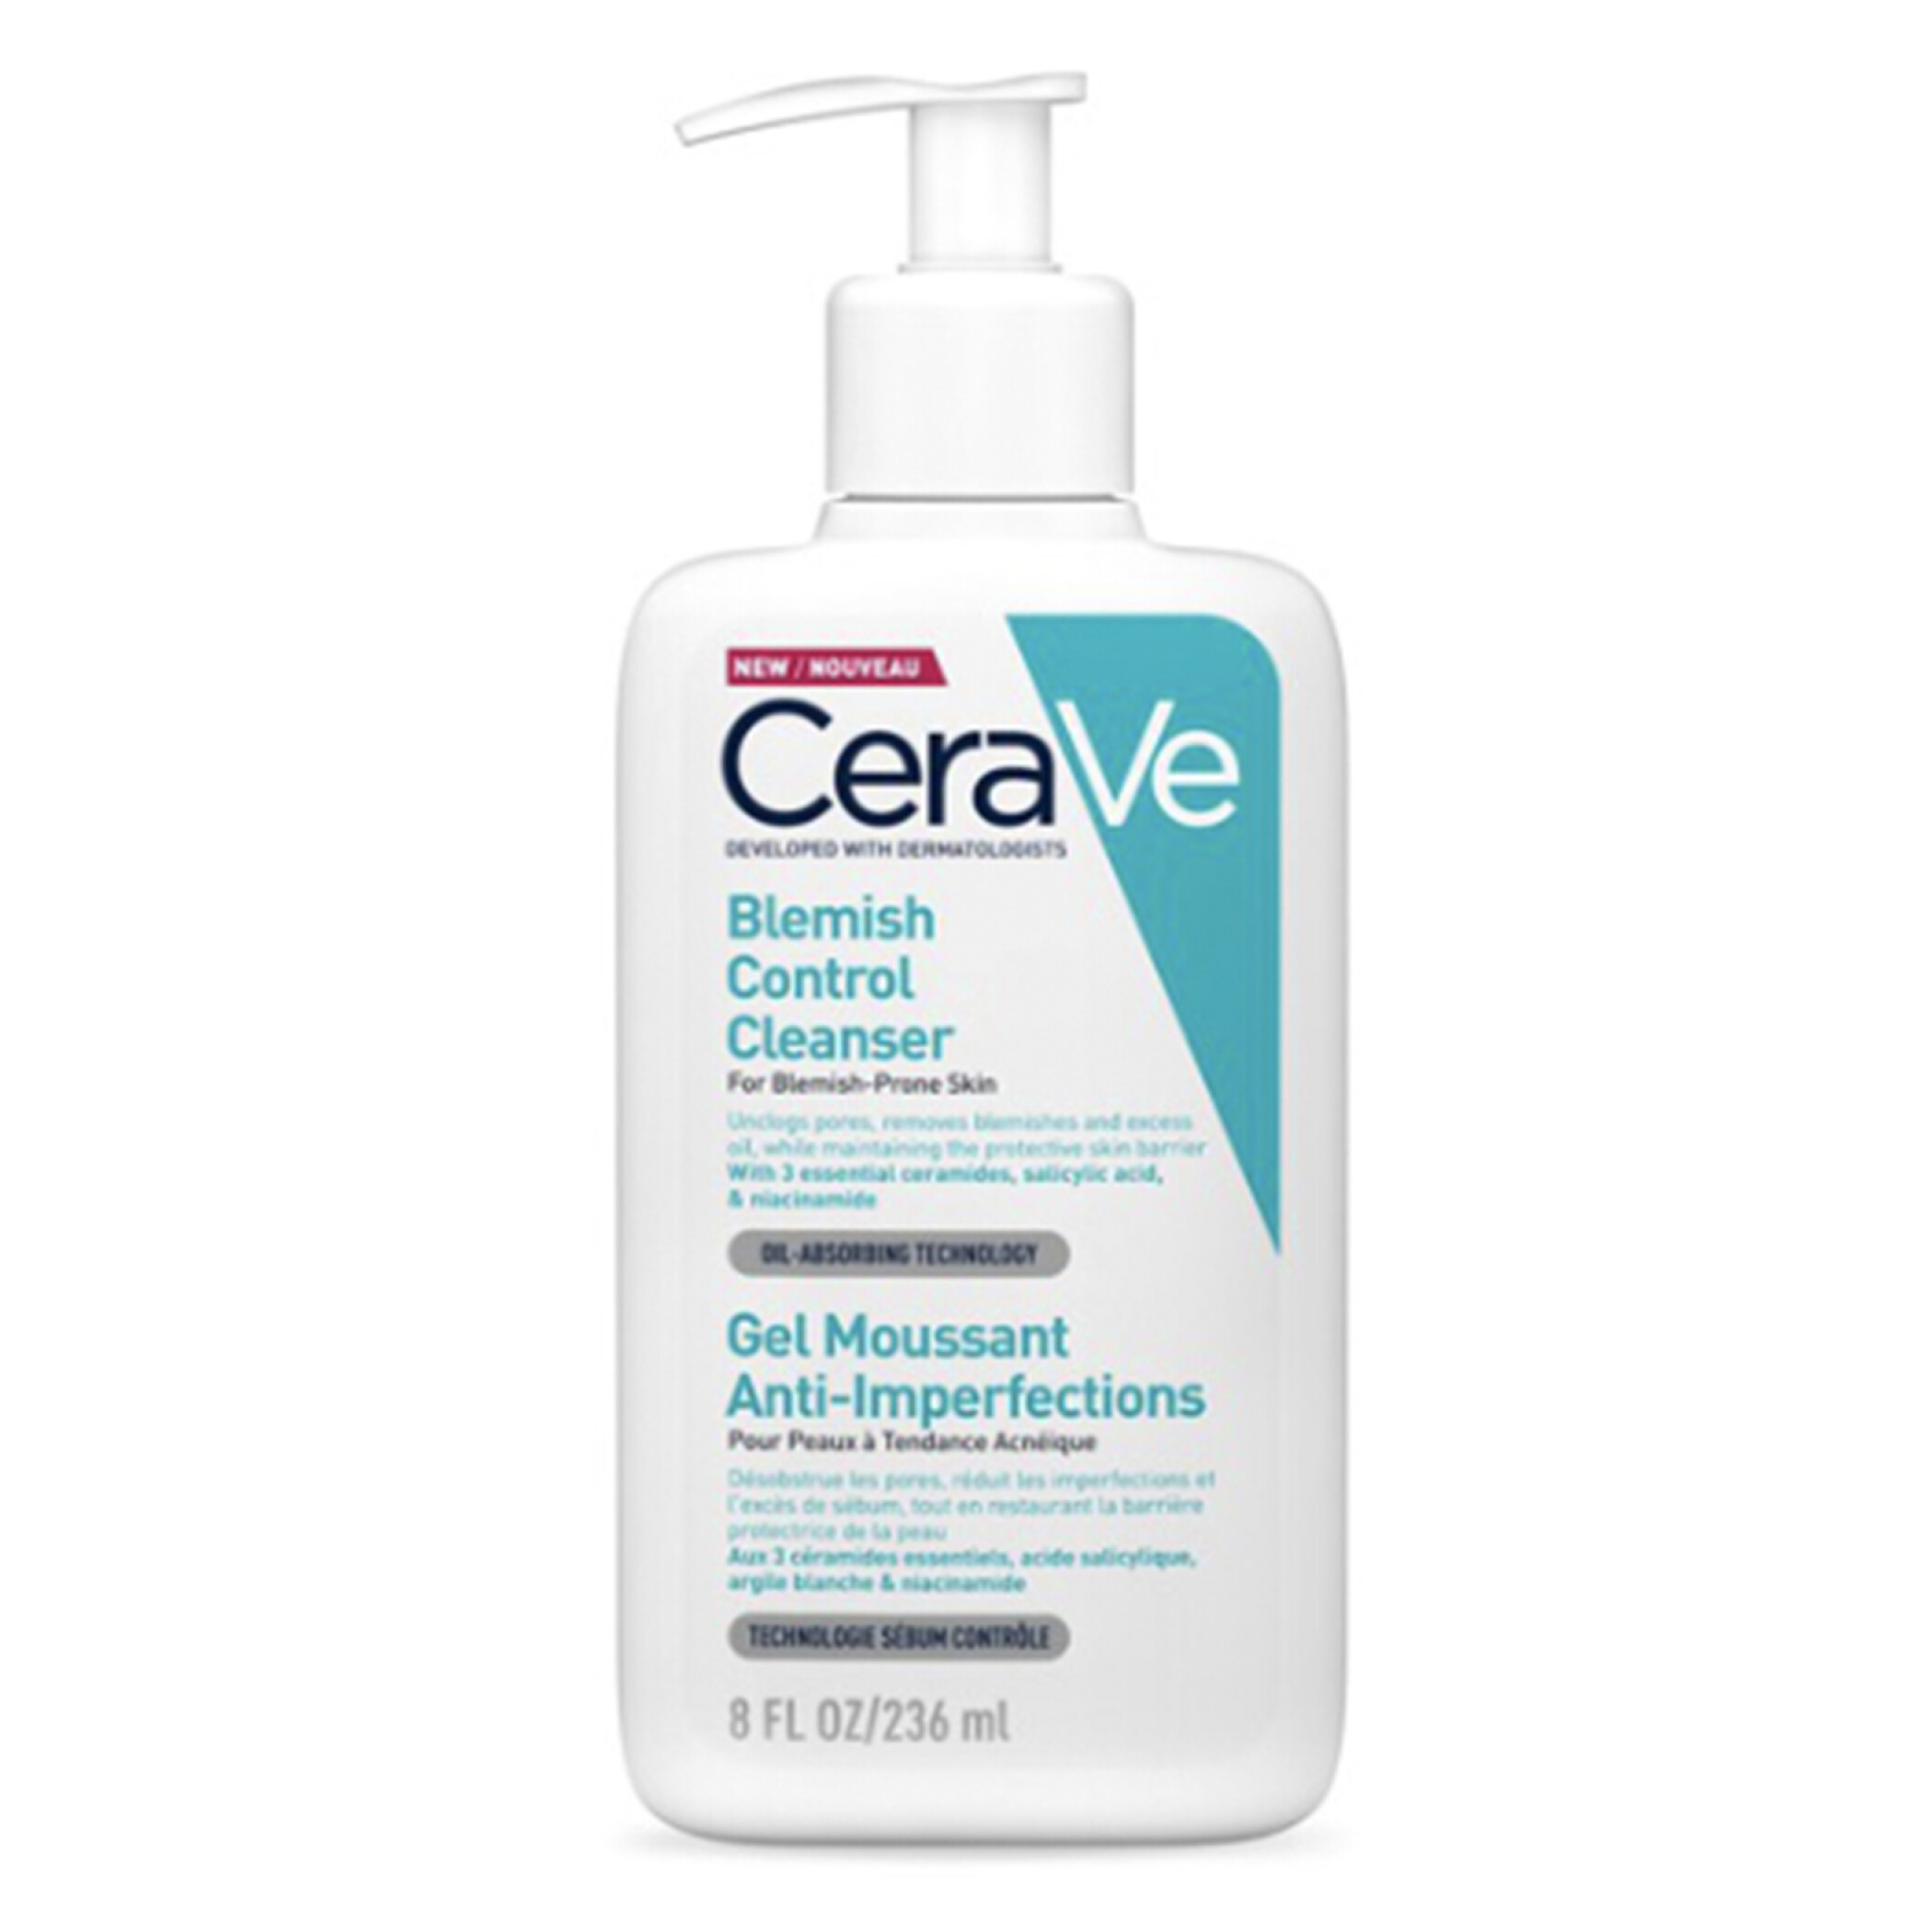 NEW / NOUVEAU
CeraVe
DEVELOPED WITH DERMATOLOGISTS
Blemish
Control
Cleanser
For Blemish-Prone Skin
Unclogs pores, removes blemishes and excess
oil, while maintaining the protective skin barrier
With 3 essential ceramides, salicylic acid,
& niacinamide
OIL-ABSORBING TECHNOLOGY
Gel Moussant
Anti-Imperfections
Pour Peaux à Tendance Acnéique
Désobstrue les pores, réduit les imperfections et
l'excès de sébum, tout en restaurant la barrière
protectrice de la peau
Aux 3 céramides essentiels, acide salicylique,
argile blanche & niacinamide
TECHNOLOGIE SÉBUM CONTRÔLE
8 FL OZ/236 ml